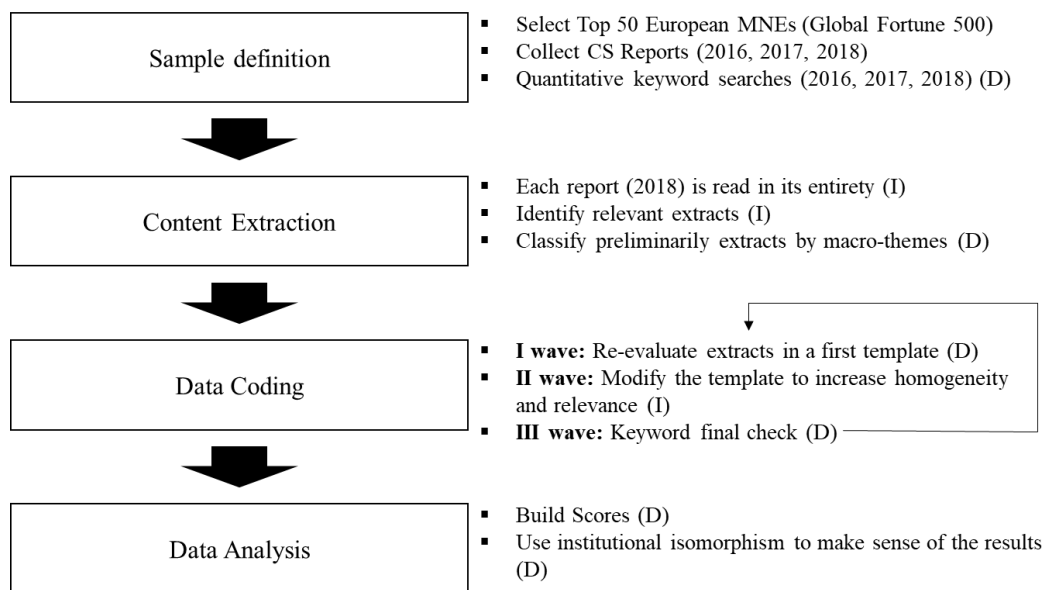 Sample definition
▪ Select Top 50 European MNEs (Global Fortune 500)
▪ Collect CS Reports (2016, 2017, 2018)
▪ Quantitative keyword searches (2016, 2017, 2018) (D)
Content Extraction
▪ Each report (2018) is read in its entirety (I)
▪ Identify relevant extracts (I)
▪ Classify preliminarily extracts by macro-themes (D)
Data Coding
▪ I wave: Re-evaluate extracts in a first template (D)
▪ II wave: Modify the template to increase homogeneity
and relevance (I)
▪ III wave: Keyword final check (D)
Data Analysis
▪ Build Scores (D)
▪ Use institutional isomorphism to make sense of the results
(D)